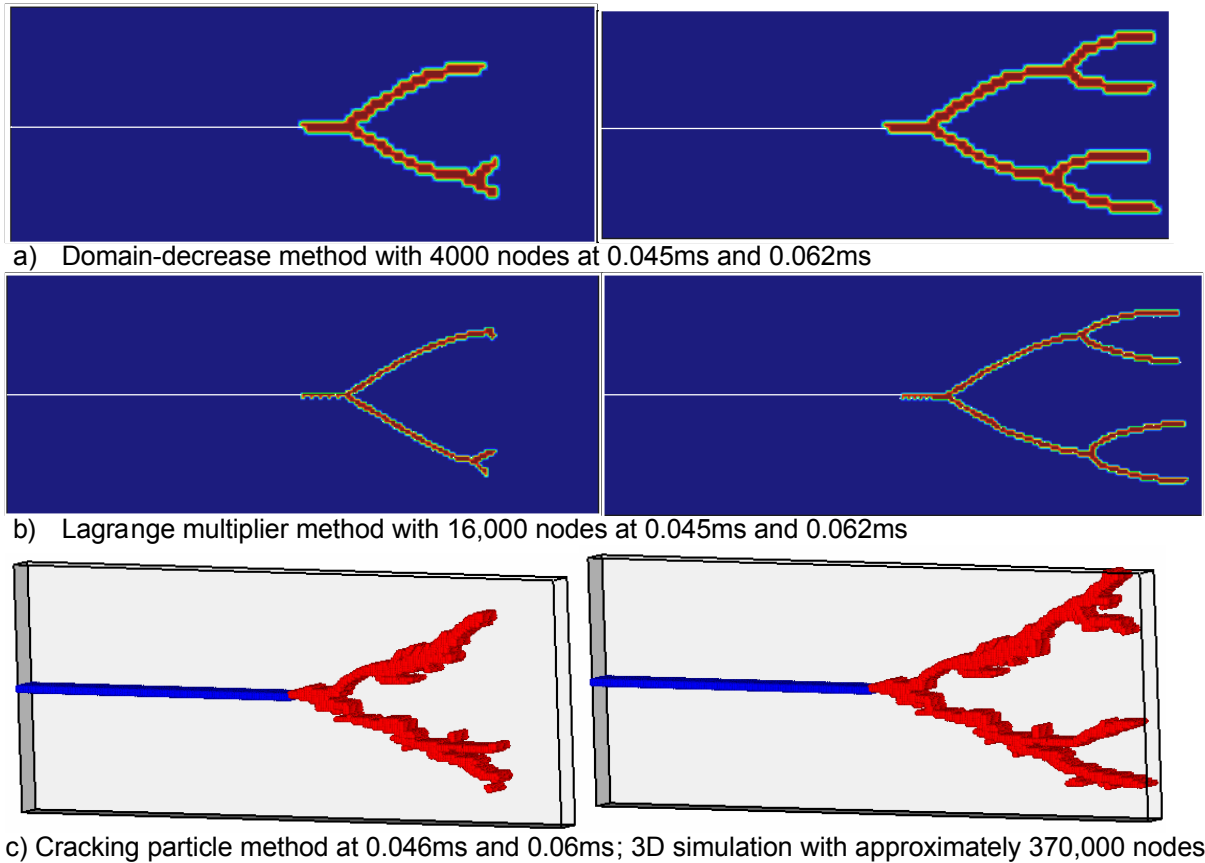 a) Domain-decrease method with 4000 nodes at 0.045ms and 0.062ms
b) Lagrange multiplier method with 16,000 nodes at 0.045ms and 0.062ms
c) Cracking particle method at 0.046ms and 0.06ms; 3D simulation with approximately 370,000 nodes